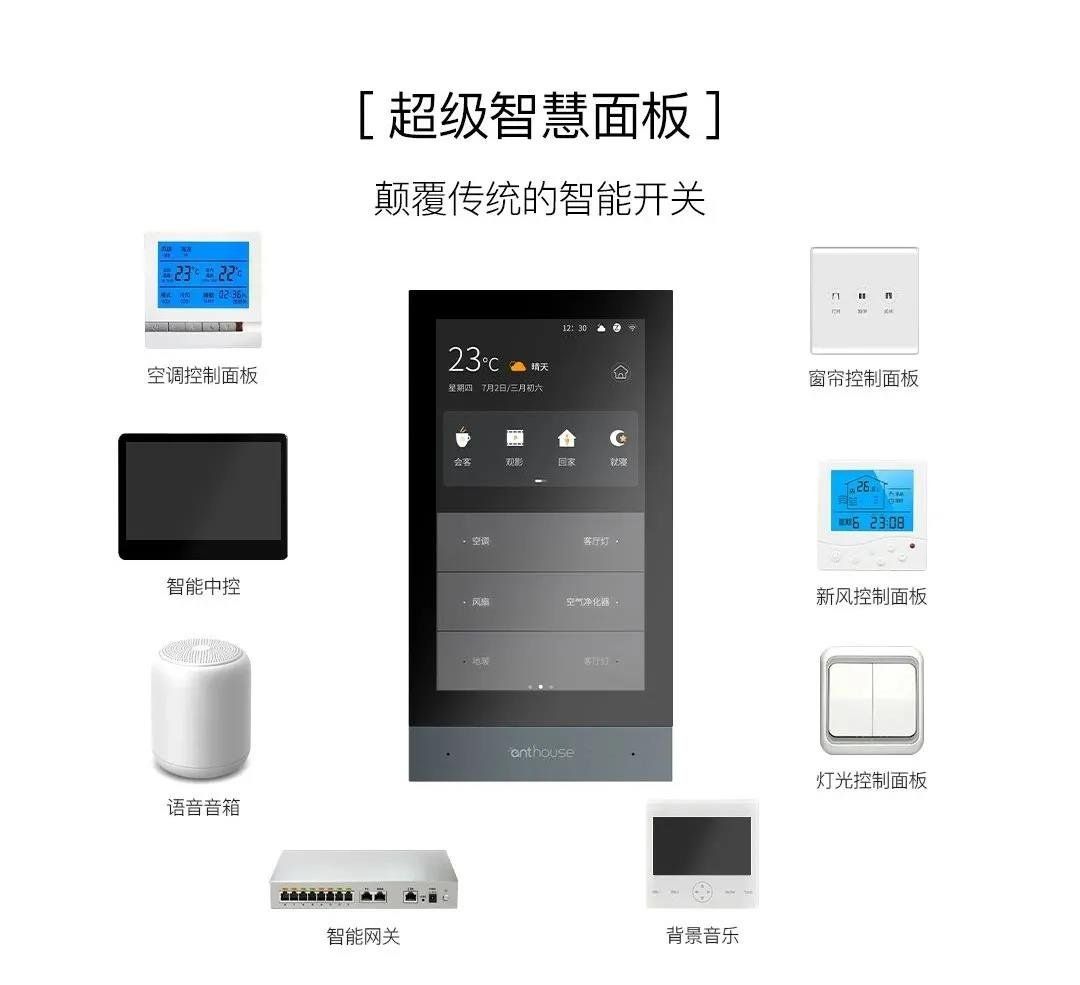 [ 超级智慧面板 ]
颠覆传统的智能开关
23°C 22°C
02:36
空调控制面板
窗帘控制面板
12:30
23°C 晴天
星期四 7月2日/三月初六
会客 观影 回家 就寝
· 空调 客厅灯 ·
· 风扇 空气净化器 ·
· 地暖 客厅灯 ·
anthouse
智能中控
26
星期6 23:08
新风控制面板
语音音箱
灯光控制面板
智能网关
背景音乐